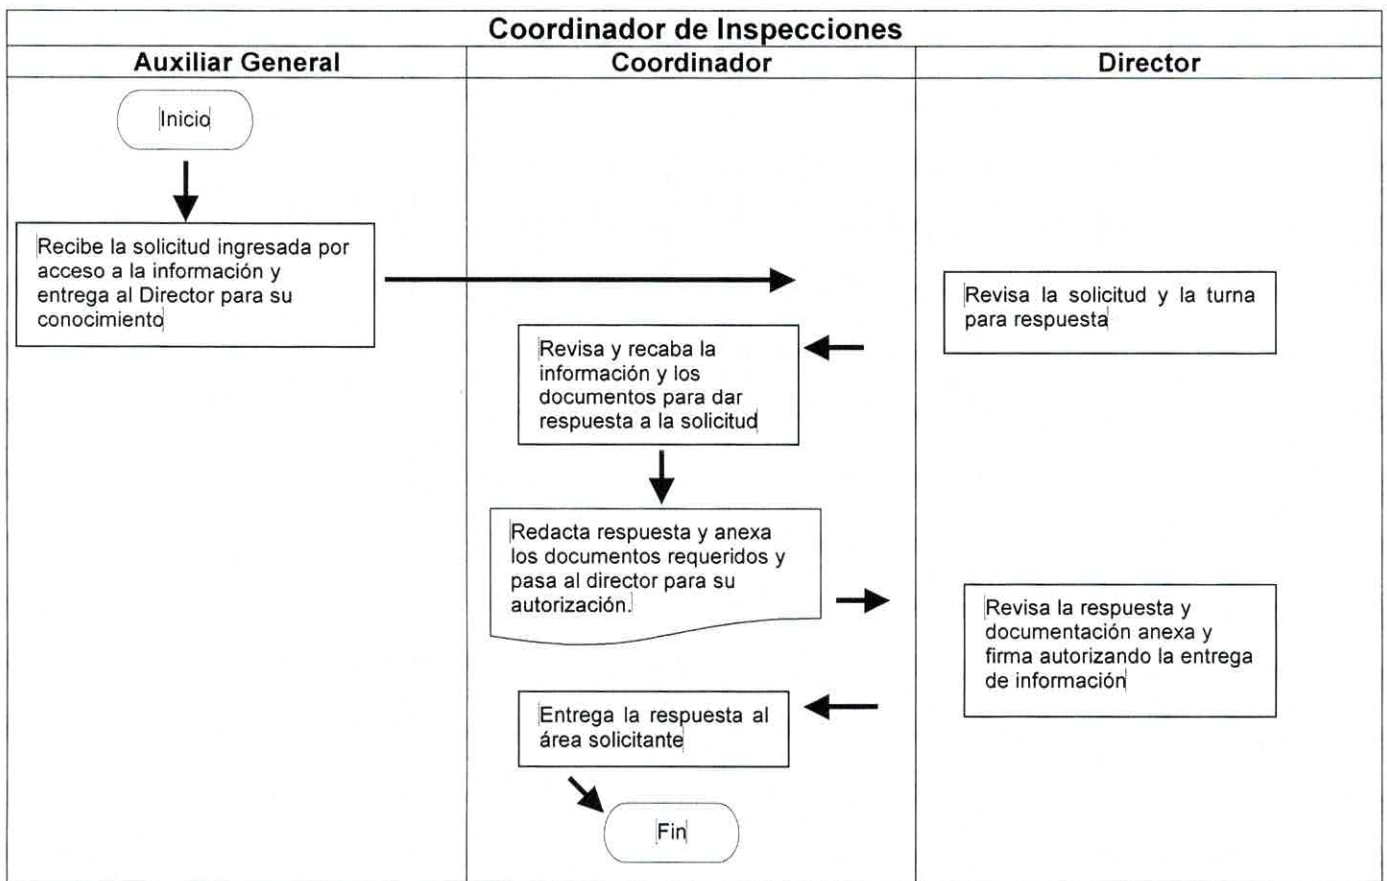 Coordinador de Inspecciones
Auxiliar General
Coordinador
Director
Inicio
Recibe la solicitud ingresada por
acceso a la información y
entrega al Director para su
conocimiento
Revisa la solicitud y la turna
para respuesta
Revisa y recaba la
información y los
documentos para dar
respuesta a la solicitud
Redacta respuesta y anexa
los documentos requeridos y
pasa al director para su
autorización.
Revisa la respuesta y
documentación anexa y
firma autorizando la entrega
de información
Entrega la respuesta al
área solicitante
Fin